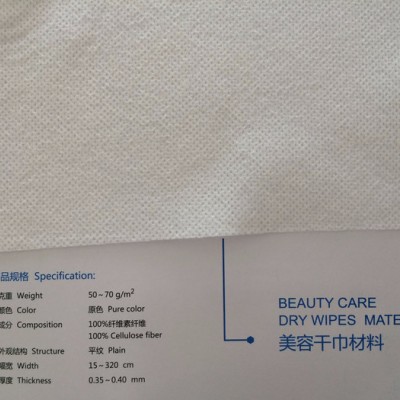 品规格 Specification:
克重 Weight 50~70 g/m²
颜色 Color 原色 Pure color
成分 Composition 100%纤维素纤维
100% Cellulose fiber
外观结构 Structure 平纹 Plain
幅宽 Width 15~320 cm
厚度 Thickness 0.35~0.40 mm
BEAUTY CARE
DRY WIPES MATE
美容干巾材料